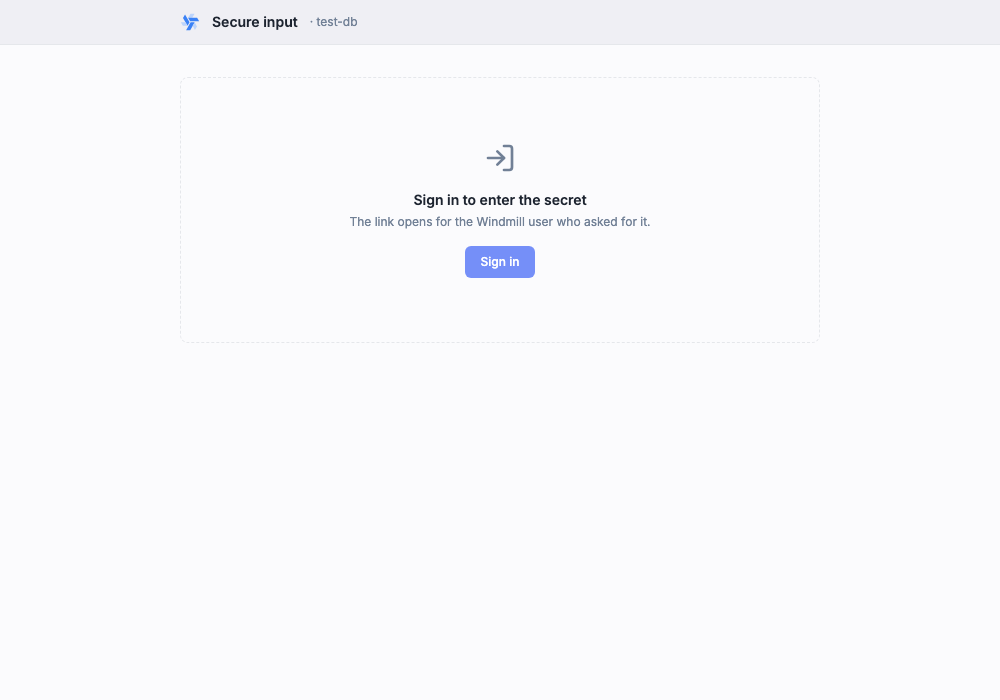 Secure input · test-db
Sign in to enter the secret
The link opens for the Windmill user who asked for it.
Sign in